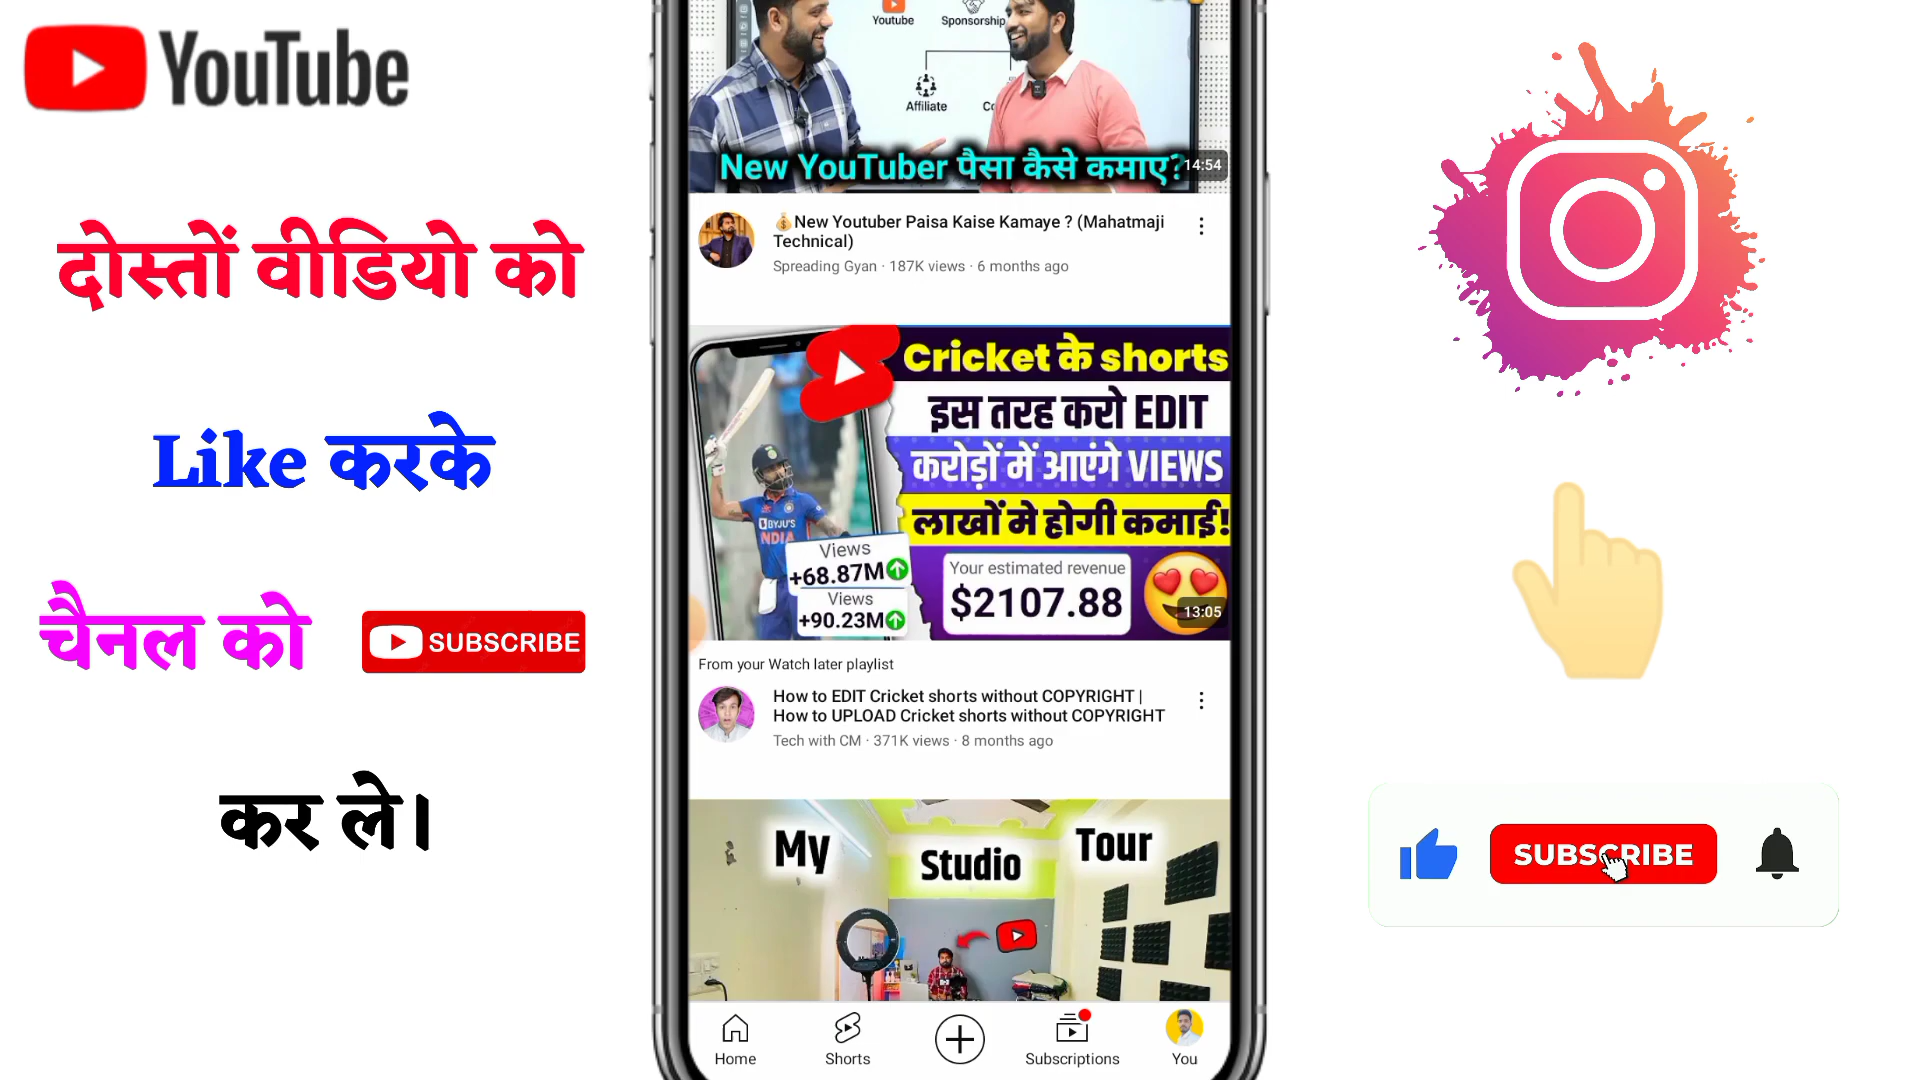 YouTube
दोस्तों वीडियो को
Like करके
चैनल को SUBSCRIBE
कर ले।
Youtube
Sponsorship
Affiliate
New YouTuber पैसा कैसे कमाए?
14:54
💰New Youtuber Paisa Kaise Kamaye ? (Mahatmaji
Technical)
Spreading Gyan · 187K views · 6 months ago
Cricket के shorts
इस तरह करो EDIT
करोड़ों में आएंगे VIEWS
लाखों मे होगी कमाई!
BYJU'S
Views
+68.87M
Views
+90.23M
Your estimated revenue
$2107.88
13:05
From your Watch later playlist
How to EDIT Cricket shorts without COPYRIGHT |
How to UPLOAD Cricket shorts without COPYRIGHT
Tech with CM · 371K views · 8 months ago
My Studio Tour
Home
Shorts
Subscriptions
You
SUBSCRIBE